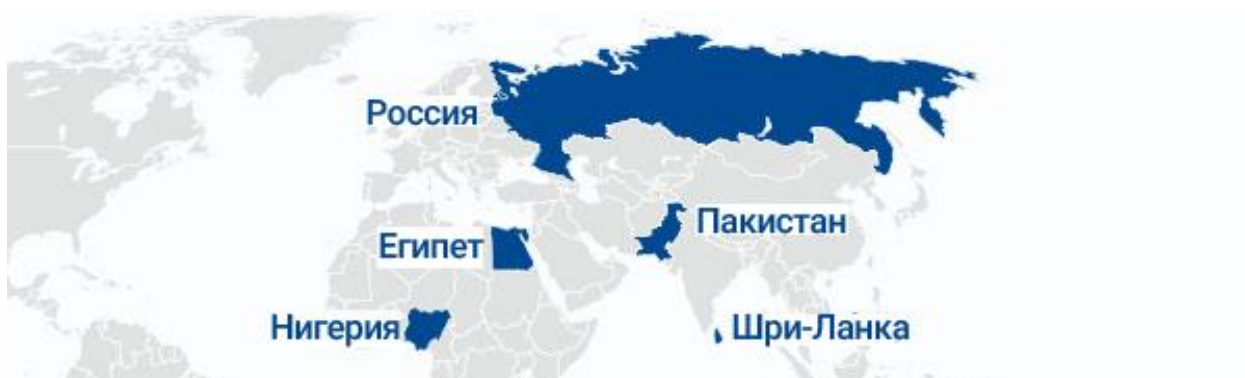 Россия
Пакистан
Египет
Нигерия
Шри-Ланка